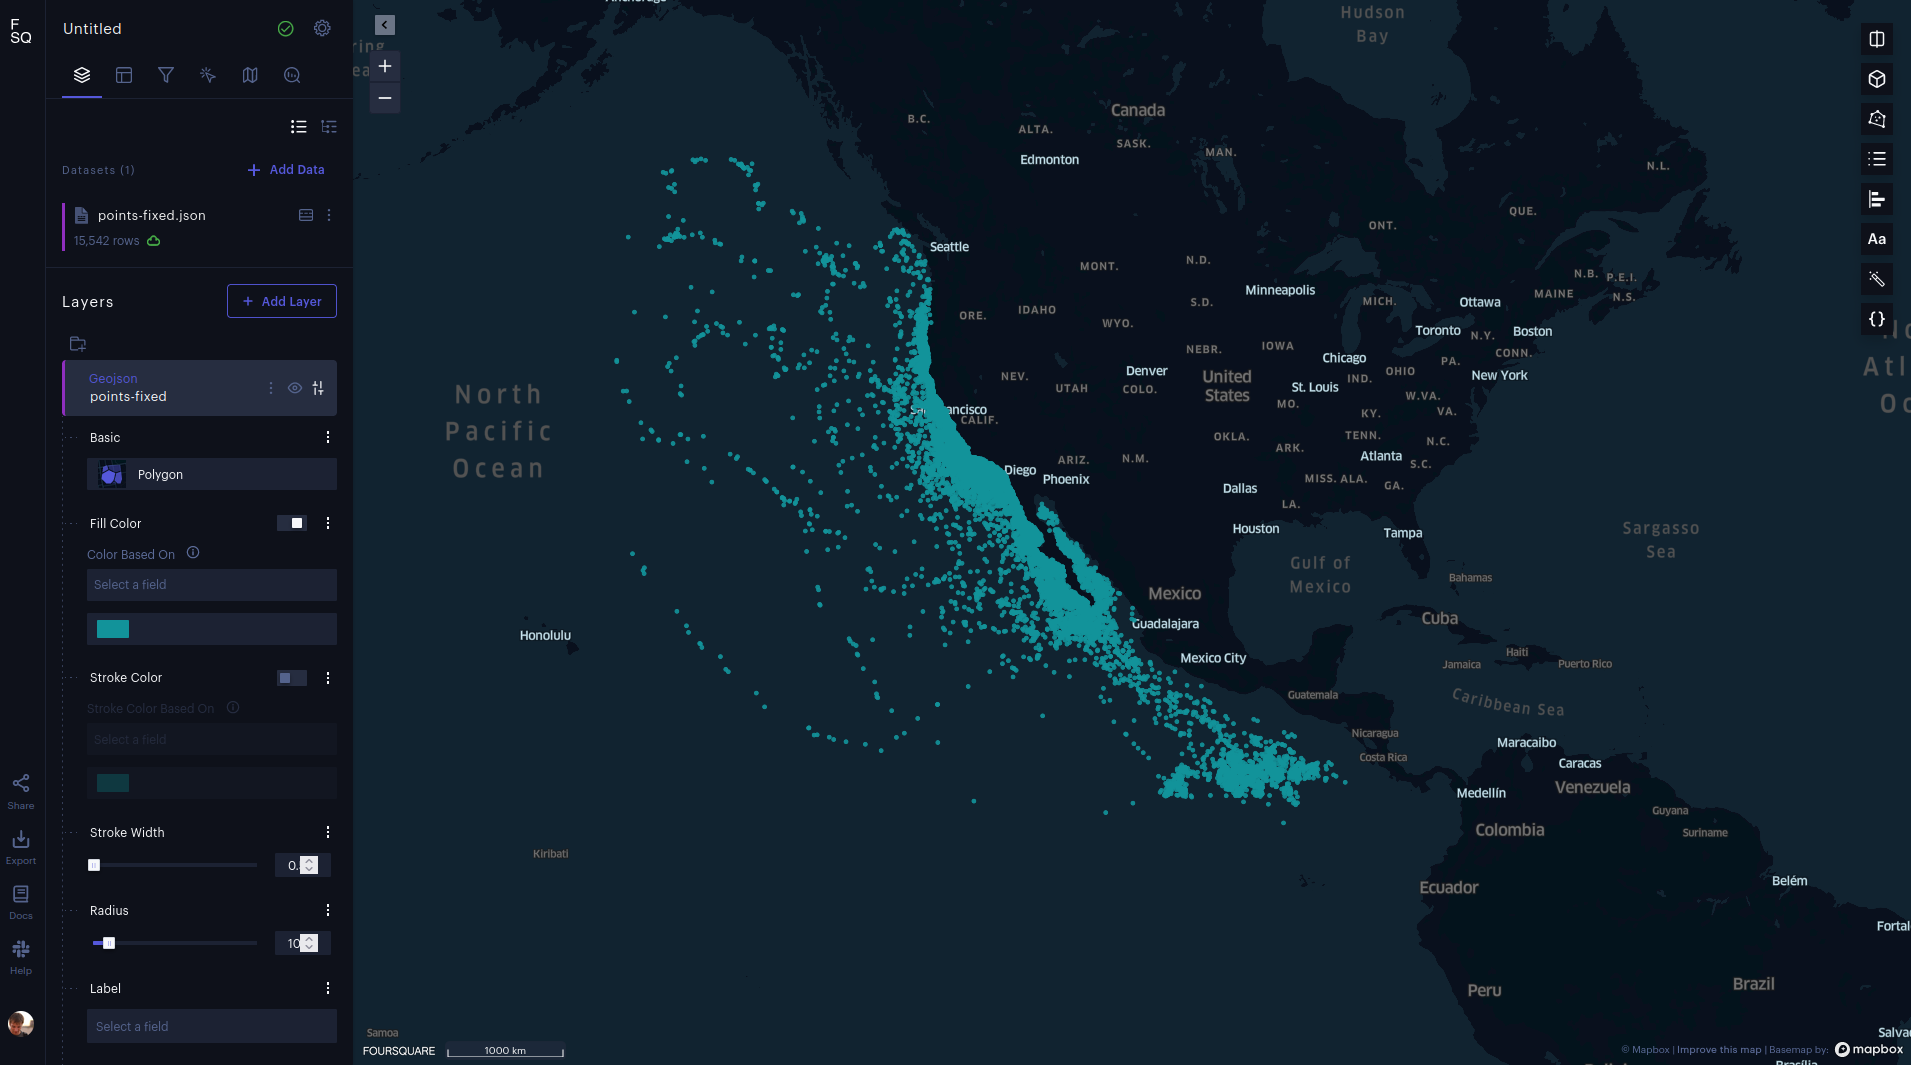 F
SQ
Untitled
Datasets (1)
Add Data
points-fixed.json
15,542 rows
Layers
Add Layer
Geojson
points-fixed
Basic
Polygon
Fill Color
Color Based On
Select a field
Stroke Color
Stroke Color Based On
Select a field
Stroke Width
0.
Radius
10
Label
Select a field
Share
Export
Docs
Help
Hudson
Bay
Canada
B.C.
ALTA.
SASK.
MAN.
Edmonton
N.L.
QUE.
ONT.
Seattle
MONT.
N.D.
Minneapolis
N.B.
P.E.I.
MAINE
N.S.
S.D.
MICH.
Ottawa
ORE.
IDAHO
WYO.
Toronto
N.Y.
Boston
NEBR.
IOWA
Chicago
CONN.
PA.
OHIO
New York
NEV.
UTAH
Denver
COLO.
United
States
St. Louis
IND.
W.VA.
VA.
MO.
KY.
CALIF.
OKLA.
ARK.
TENN.
N.C.
Atlanta
S.C.
ARIZ.
N.M.
Diego
Phoenix
Dallas
MISS.
ALA.
GA.
LA.
Houston
Tampa
North
Pacific
Ocean
Sargasso
Sea
Gulf of
Mexico
Bahamas
Mexico
Cuba
Guadalajara
Honolulu
Mexico City
Haiti
Jamaica
Puerto Rico
Guatemala
Caribbean Sea
Nicaragua
Costa Rica
Maracaibo
Caracas
Venezuela
Medellín
Guyana
Colombia
Suriname
Kiribati
Ecuador
Belém
Peru
Brazil
Samoa
FOURSQUARE
1000 km
Aa
{}
© Mapbox | Improve this map | Basemap by:
mapbox